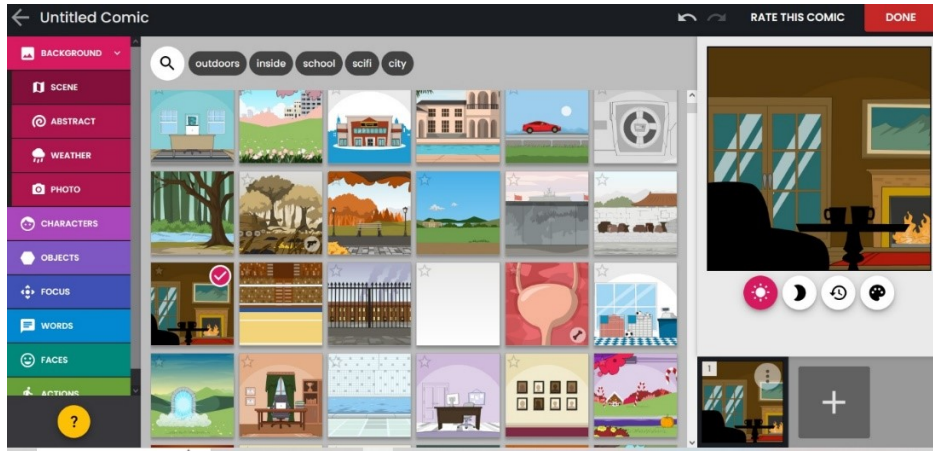 Untitled Comic
RATE THIS COMIC
DONE
BACKGROUND
SCENE
ABSTRACT
WEATHER
PHOTO
CHARACTERS
OBJECTS
FOCUS
WORDS
FACES
ACTIONS
?
outdoors inside school scifi city
1